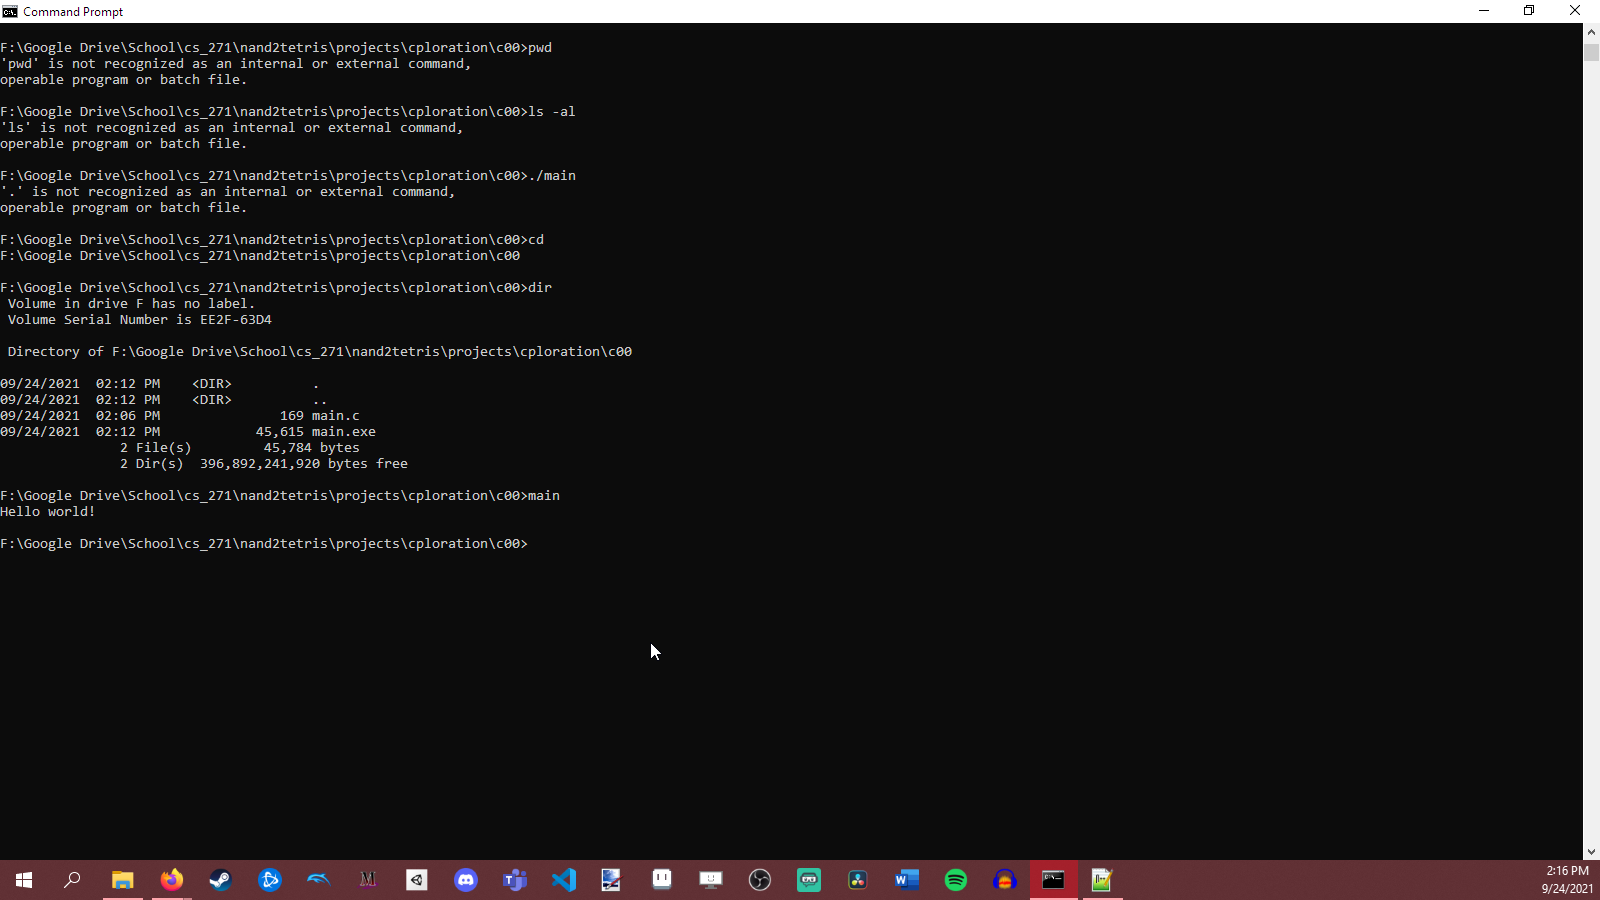 Command Prompt
F:\Google Drive\School\cs_271\nand2tetris\projects\cploration\c00>pwd
'pwd' is not recognized as an internal or external command,
operable program or batch file.
F:\Google Drive\School\cs_271\nand2tetris\projects\cploration\c00>ls -al
'ls' is not recognized as an internal or external command,
operable program or batch file.
F:\Google Drive\School\cs_271\nand2tetris\projects\cploration\c00>./main
'.' is not recognized as an internal or external command,
operable program or batch file.
F:\Google Drive\School\cs_271\nand2tetris\projects\cploration\c00>cd
F:\Google Drive\School\cs_271\nand2tetris\projects\cploration\c00
F:\Google Drive\School\cs_271\nand2tetris\projects\cploration\c00>dir
Volume in drive F has no label.
Volume Serial Number is EE2F-63D4
Directory of F:\Google Drive\School\cs_271\nand2tetris\projects\cploration\c00
09/24/2021  02:12 PM    <DIR>          .
09/24/2021  02:12 PM    <DIR>          ..
09/24/2021  02:06 PM               169 main.c
09/24/2021  02:12 PM            45,615 main.exe
2 File(s)         45,784 bytes
2 Dir(s)  396,892,241,920 bytes free
F:\Google Drive\School\cs_271\nand2tetris\projects\cploration\c00>main
Hello world!
F:\Google Drive\School\cs_271\nand2tetris\projects\cploration\c00>
2:16 PM
9/24/2021